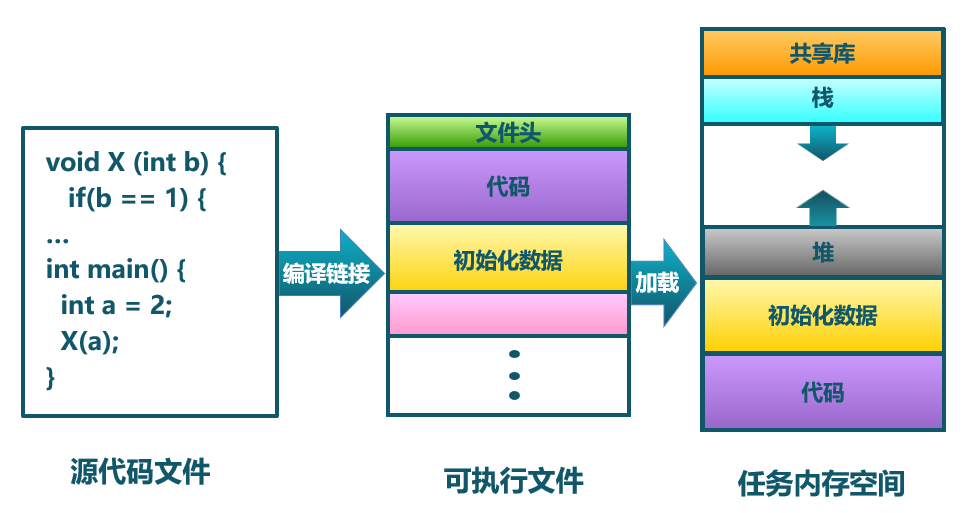 void X (int b) {
if(b == 1) {
...
int main() {
int a = 2;
X(a);
}
源代码文件
编译链接
文件头
代码
初始化数据
可执行文件
加载
共享库
栈
堆
初始化数据
代码
任务内存空间